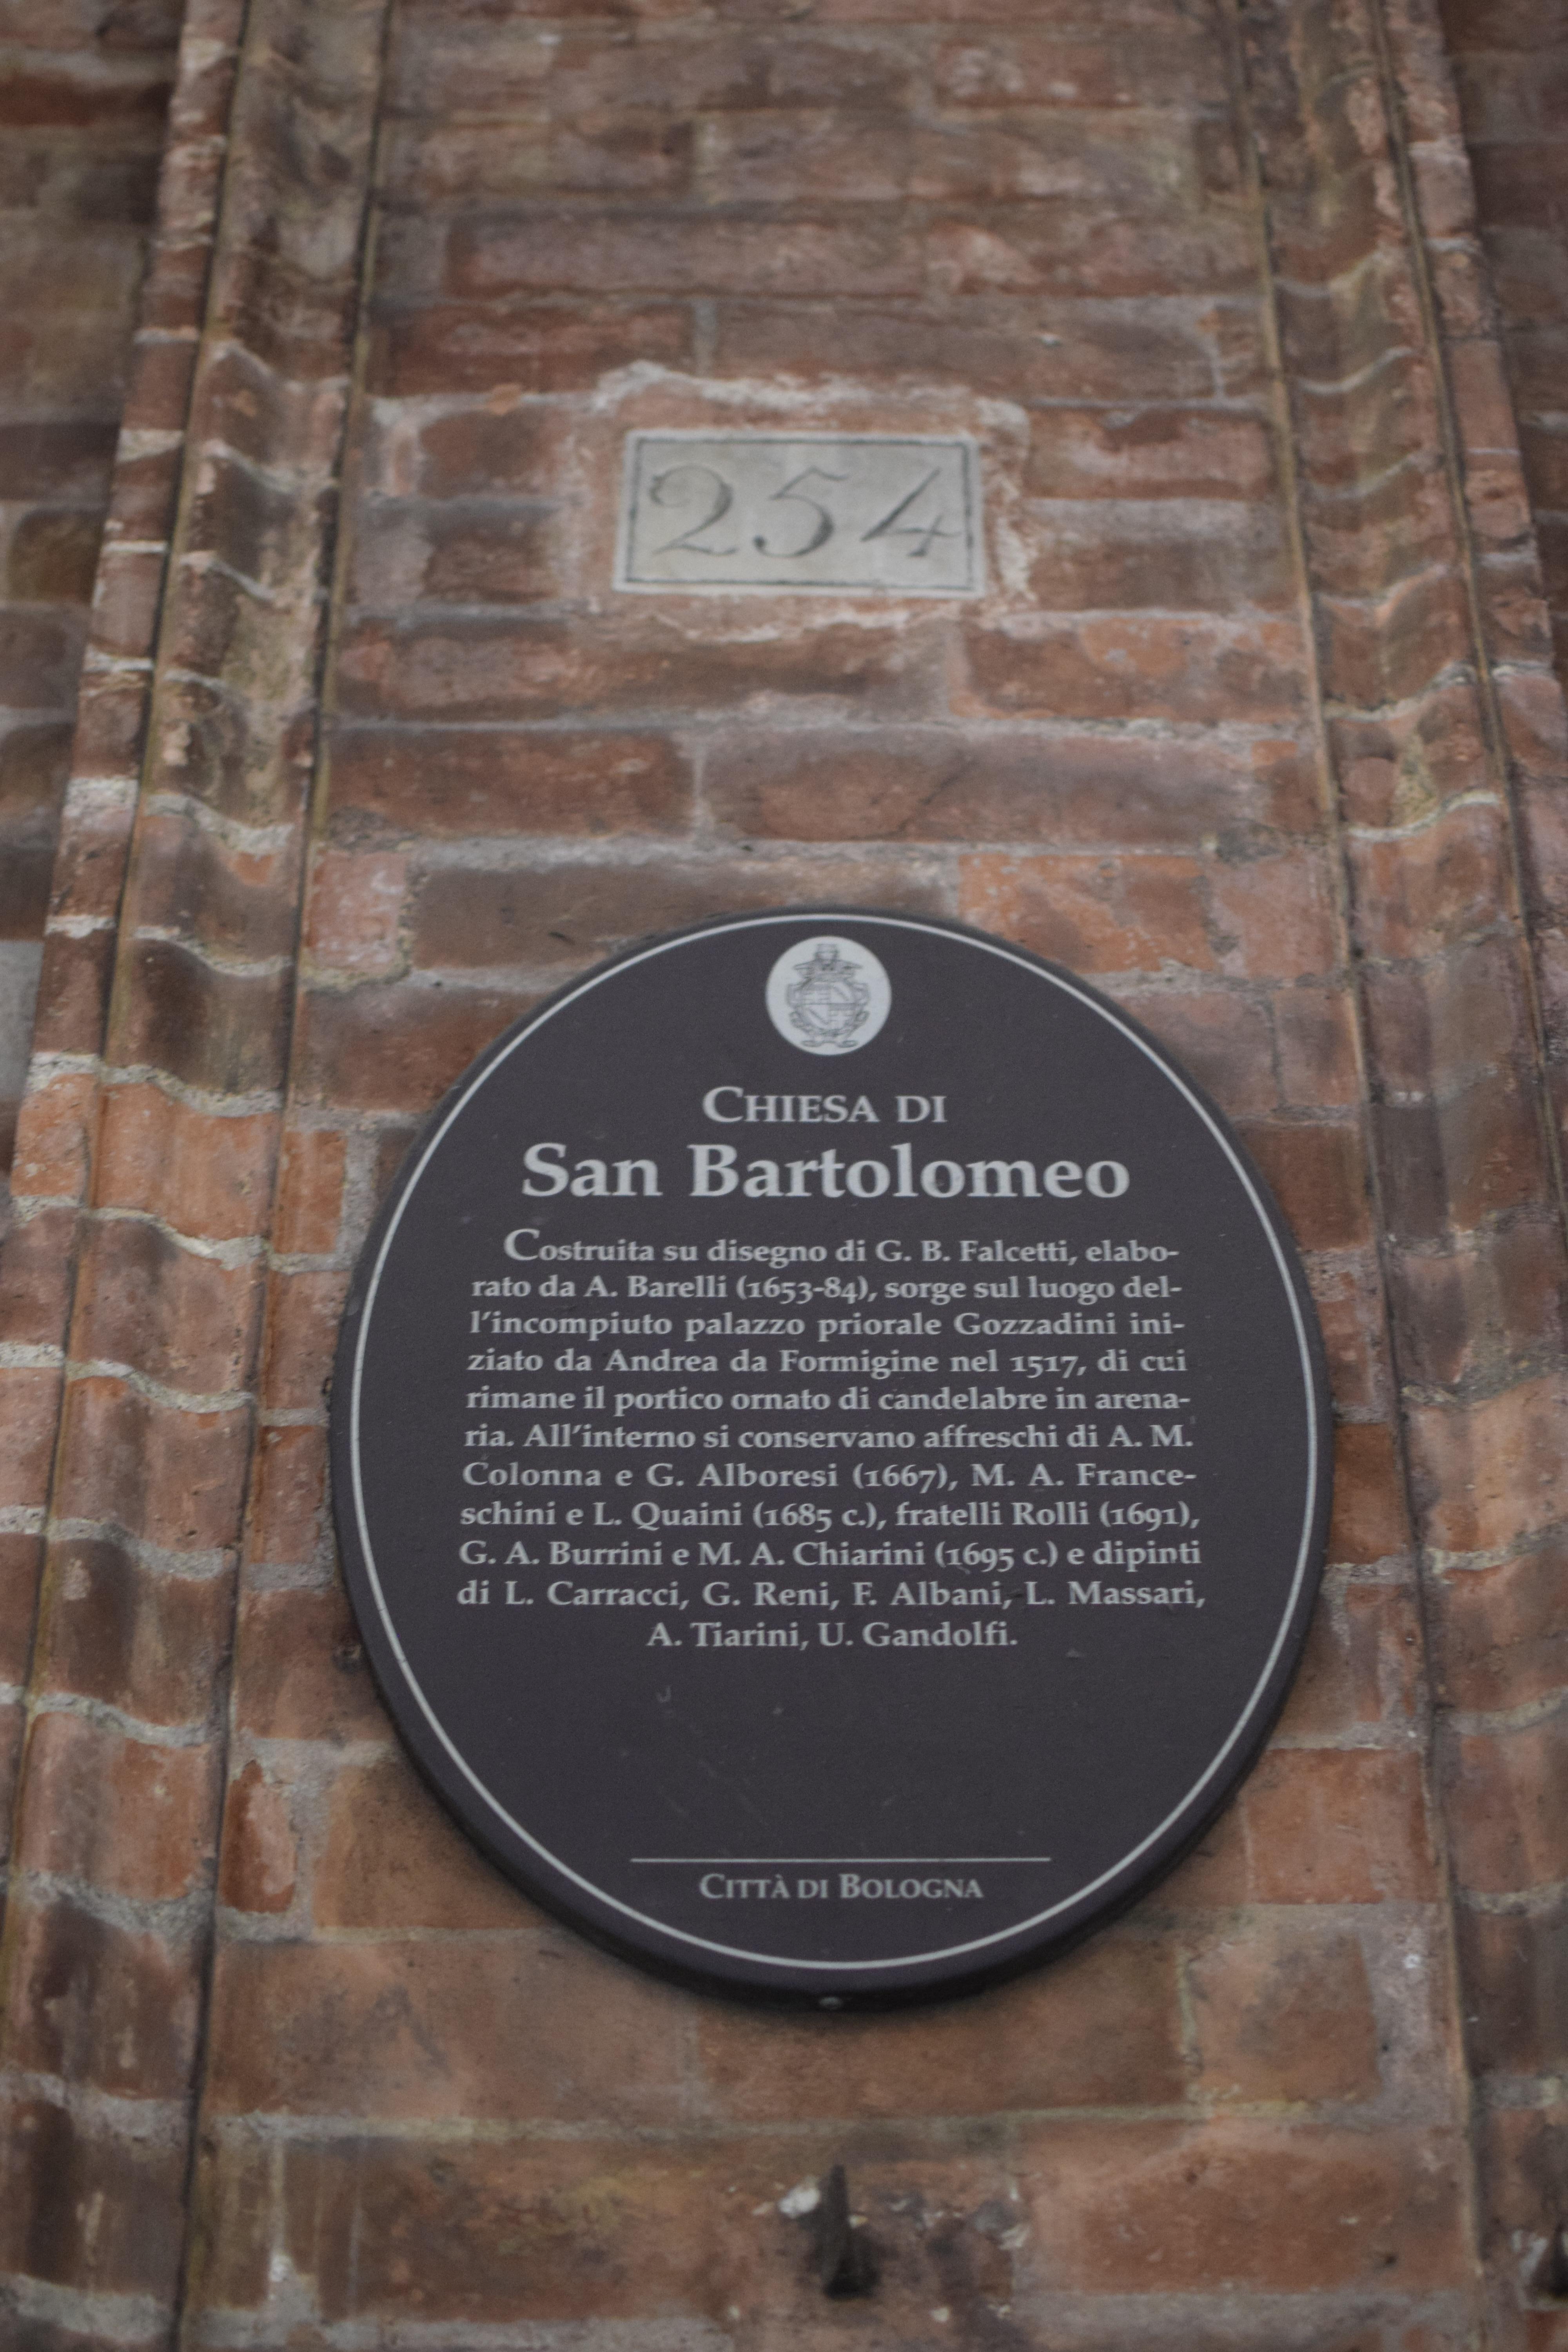 254
CHIESA DI
San Bartolomeo
Costruita su disegno di G. B. Falcetti, elabo-
rato da A. Barelli (1653-84), sorge sul luogo del-
l'incompiuto palazzo priorale Gozzadini ini-
ziato da Andrea da Formigine nel 1517, di cui
rimane il portico ornato di candelabre in arena-
ria. All'interno si conservano affreschi di A. M.
Colonna e G. Alboresi (1667), M. A. France-
schini e L. Quaini (1685 c.), fratelli Rolli (1691),
G. A. Burrini e M. A. Chiarini (1695 c.) e dipinti
di L. Carracci, G. Reni, F. Albani, L. Massari,
A. Tiarini, U. Gandolfi.
CITTÀ DI BOLOGNA